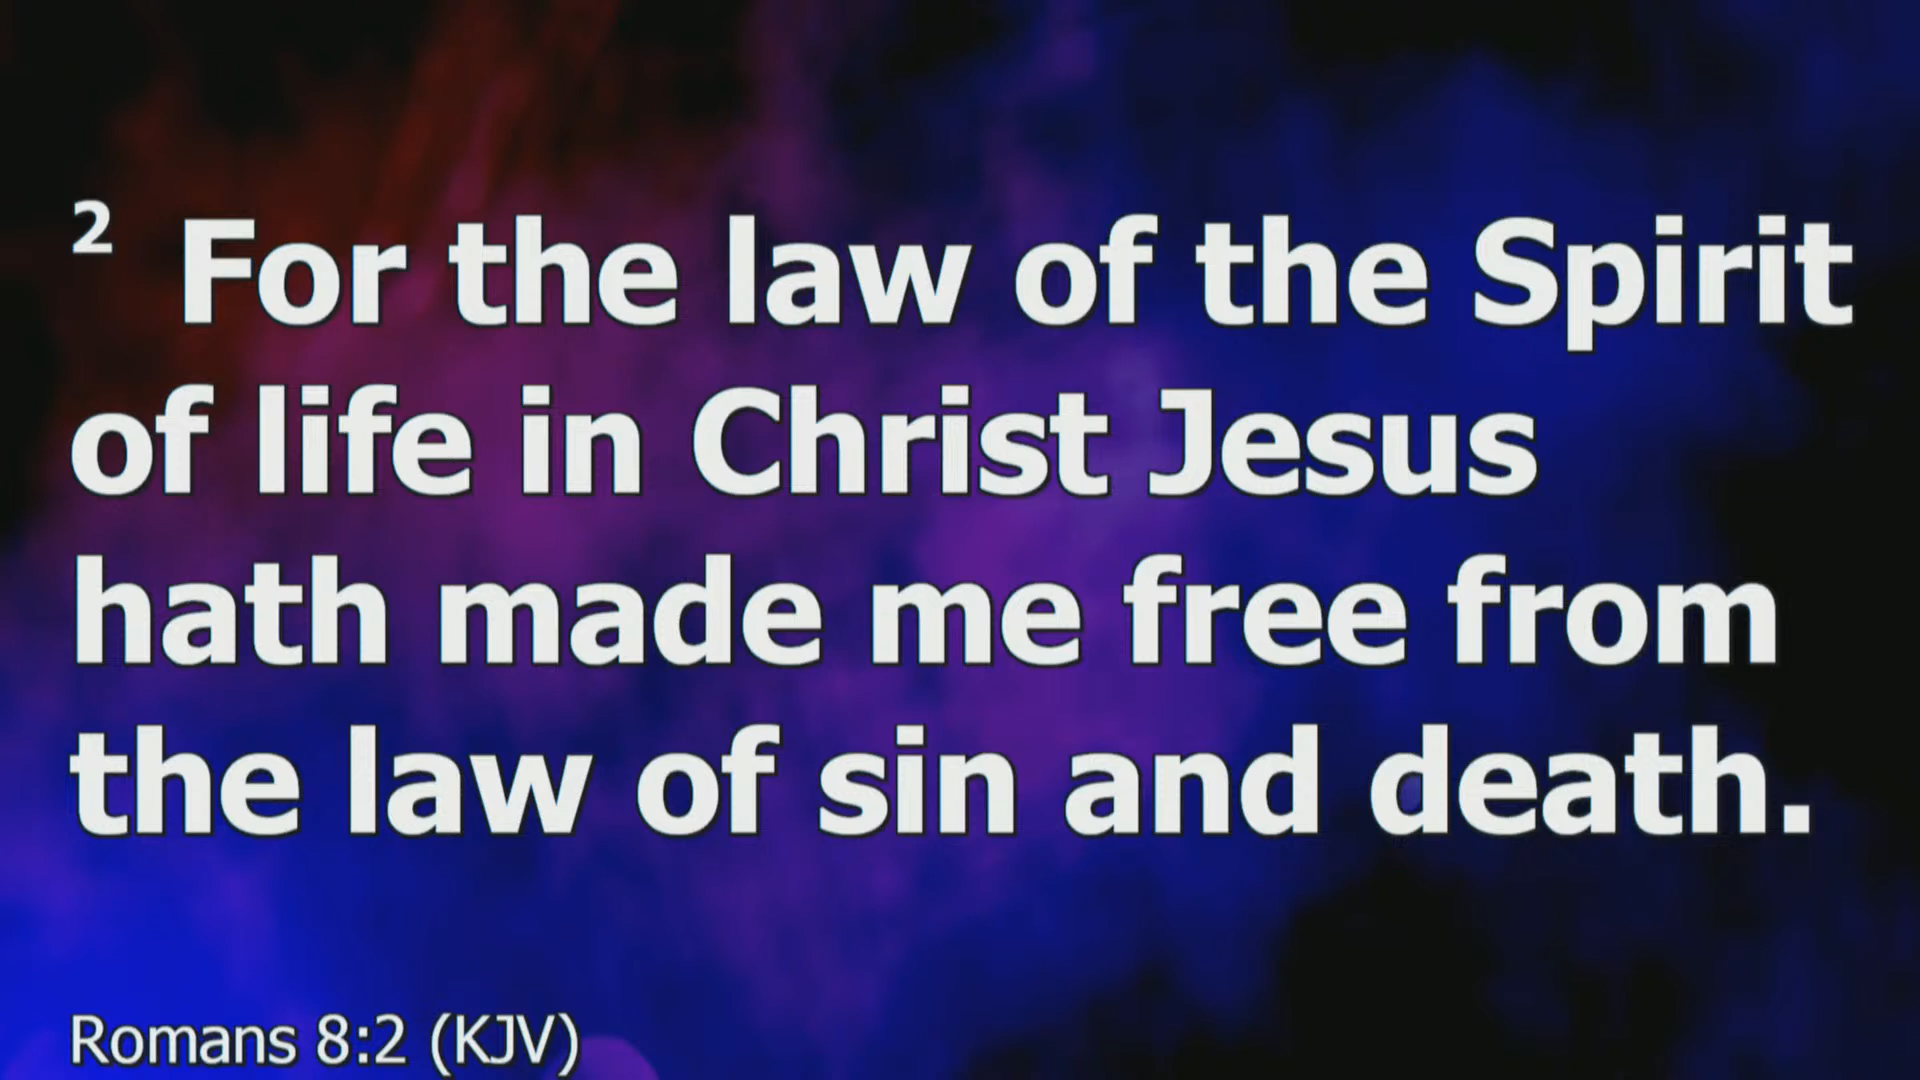 2 For the law of the Spirit
of life in Christ Jesus
hath made me free from
the law of sin and death.
Romans 8:2 (KJV)